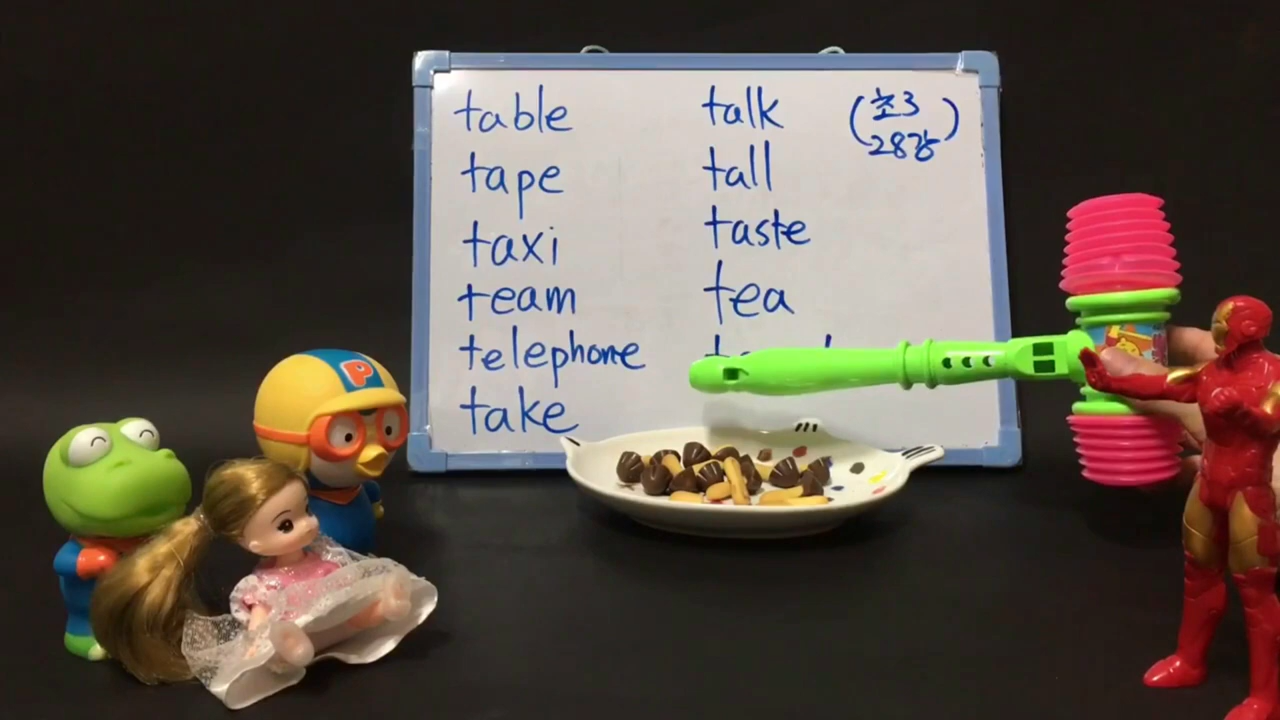 table
tape
taxi
team
telephone
take
talk
tall
taste
tea
(초3
28강)
P